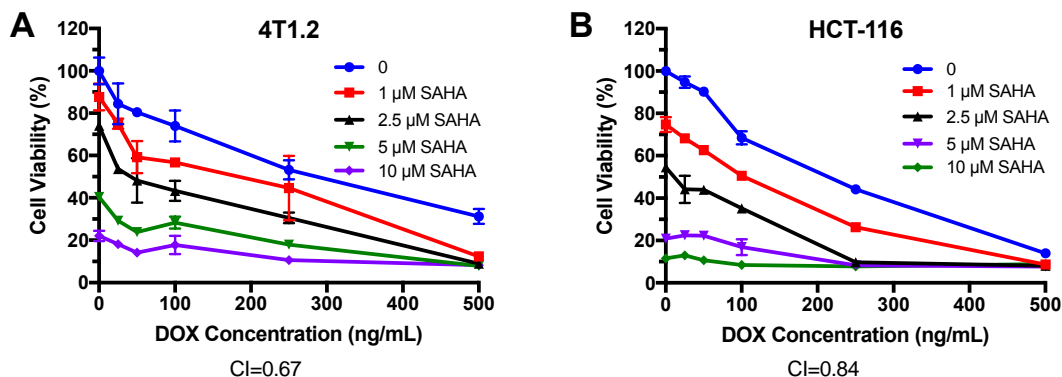 A
4T1.2
120
100
80
60
40
20
0
Cell Viability (%)
0
1 µM SAHA
2.5 µM SAHA
5 µM SAHA
10 µM SAHA
0 100 200 300 400 500
DOX Concentration (ng/mL)
CI=0.67
B
HCT-116
120
100
80
60
40
20
0
Cell Viability (%)
0
1 µM SAHA
2.5 µM SAHA
5 µM SAHA
10 µM SAHA
0 100 200 300 400 500
DOX Concentration (ng/mL)
CI=0.84